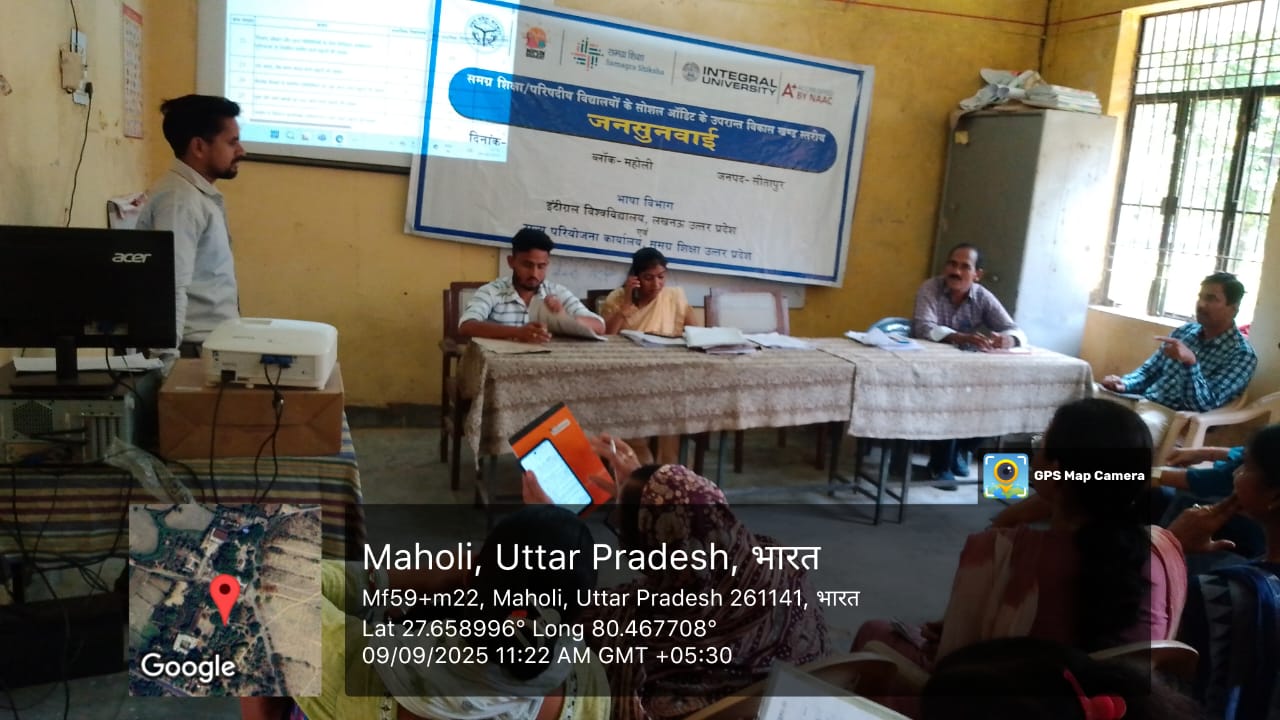 समग्र शिक्षा
Samagra Shiksha
INTEGRAL
UNIVERSITY
A+
BY NAAC
समग्र शिक्षा/परिषदीय विद्यालयों के सोशल ऑडिट के उपरान्त विकास खण्ड स्तरीय
जनसुनवाई
दिनांक-
ब्लॉक- महोली
जनपद- सीतापुर
भाषा विभाग
इंटीग्रल विश्वविद्यालय, लखनऊ उत्तर प्रदेश
एवं
राज्य परियोजना कार्यालय, समग्र शिक्षा उत्तर प्रदेश
acer
GPS Map Camera
Maholi, Uttar Pradesh, भारत
Mf59+m22, Maholi, Uttar Pradesh 261141, भारत
Lat 27.658996° Long 80.467708°
09/09/2025 11:22 AM GMT +05:30
Google